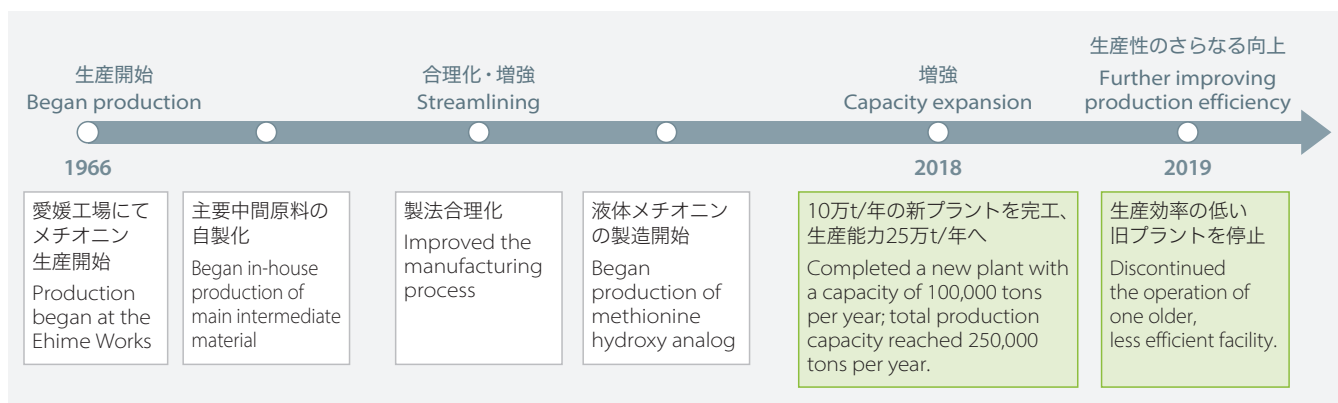 生産開始
Began production
合理化・増強
Streamlining
増強
Capacity expansion
生産性のさらなる向上
Further improving
production efficiency
1966
2018
2019
愛媛工場にて
メチオニン
生産開始
Production
began at the
Ehime Works
主要中間原料の
自製化
Began in-house
production of
main intermediate
material
製法合理化
Improved the
manufacturing
process
液体メチオニン
の製造開始
Began
production of
methionine
hydroxy analog
10万t/年の新プラントを完工、
生産能力25万t/年へ
Completed a new plant with
a capacity of 100,000 tons
per year; total production
capacity reached 250,000
tons per year.
生産効率の低い
旧プラントを停止
Discontinued
the operation of
one older,
less efficient facility.